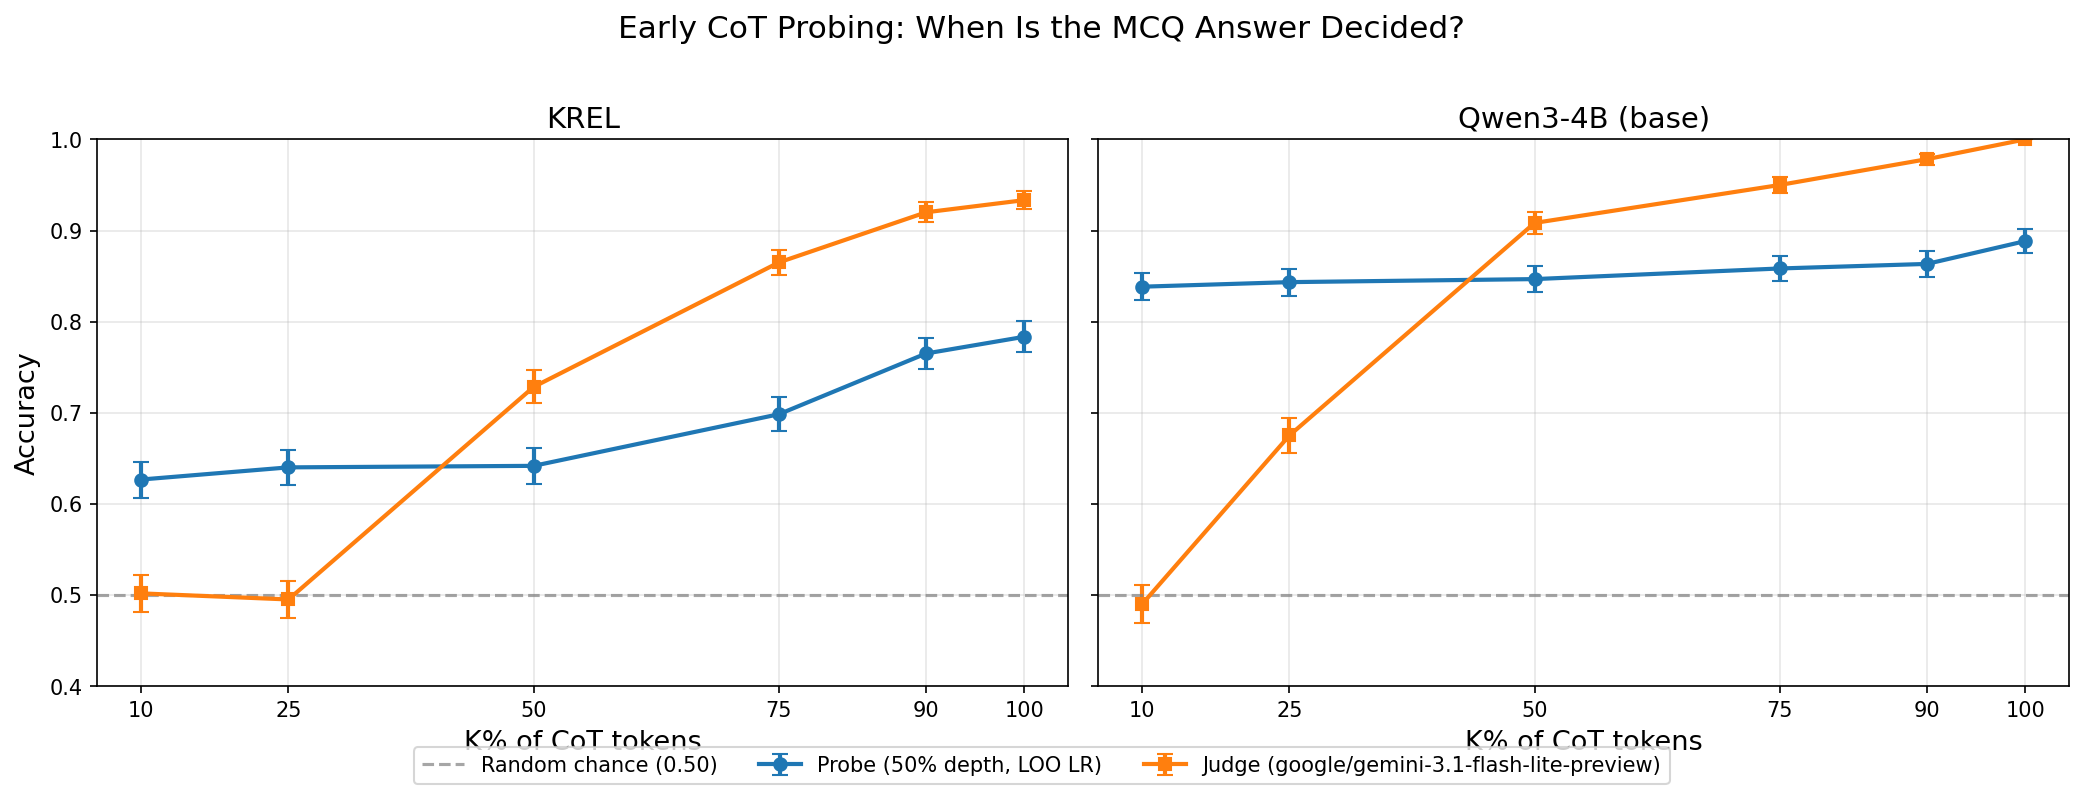 Early CoT Probing: When Is the MCQ Answer Decided?
KREL
Qwen3-4B (base)
Accuracy
1.0
0.9
0.8
0.7
0.6
0.5
0.4
10 25 50 75 90 100
10 25 50 75 90 100
K% of CoT tokens
K% of CoT tokens
Random chance (0.50)
Probe (50% depth, LOO LR)
Judge (google/gemini-3.1-flash-lite-preview)